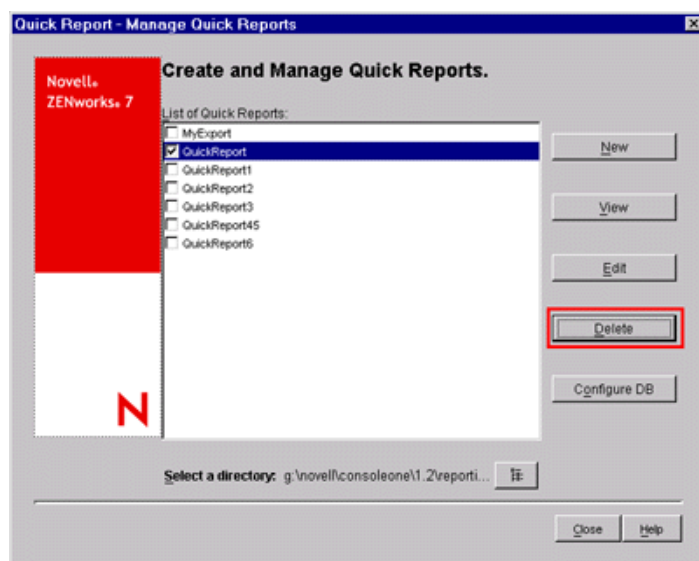 Quick Report - Manage Quick Reports
Novell®
ZENworks® 7
Create and Manage Quick Reports.
List of Quick Reports:
MyExport
QuickReport
QuickReport1
QuickReport2
QuickReport3
QuickReport45
QuickReport6
New
View
Edit
Delete
Configure DB
N
Select a directory: g:\novell\consoleone\1.2\reporti...
Close
Help